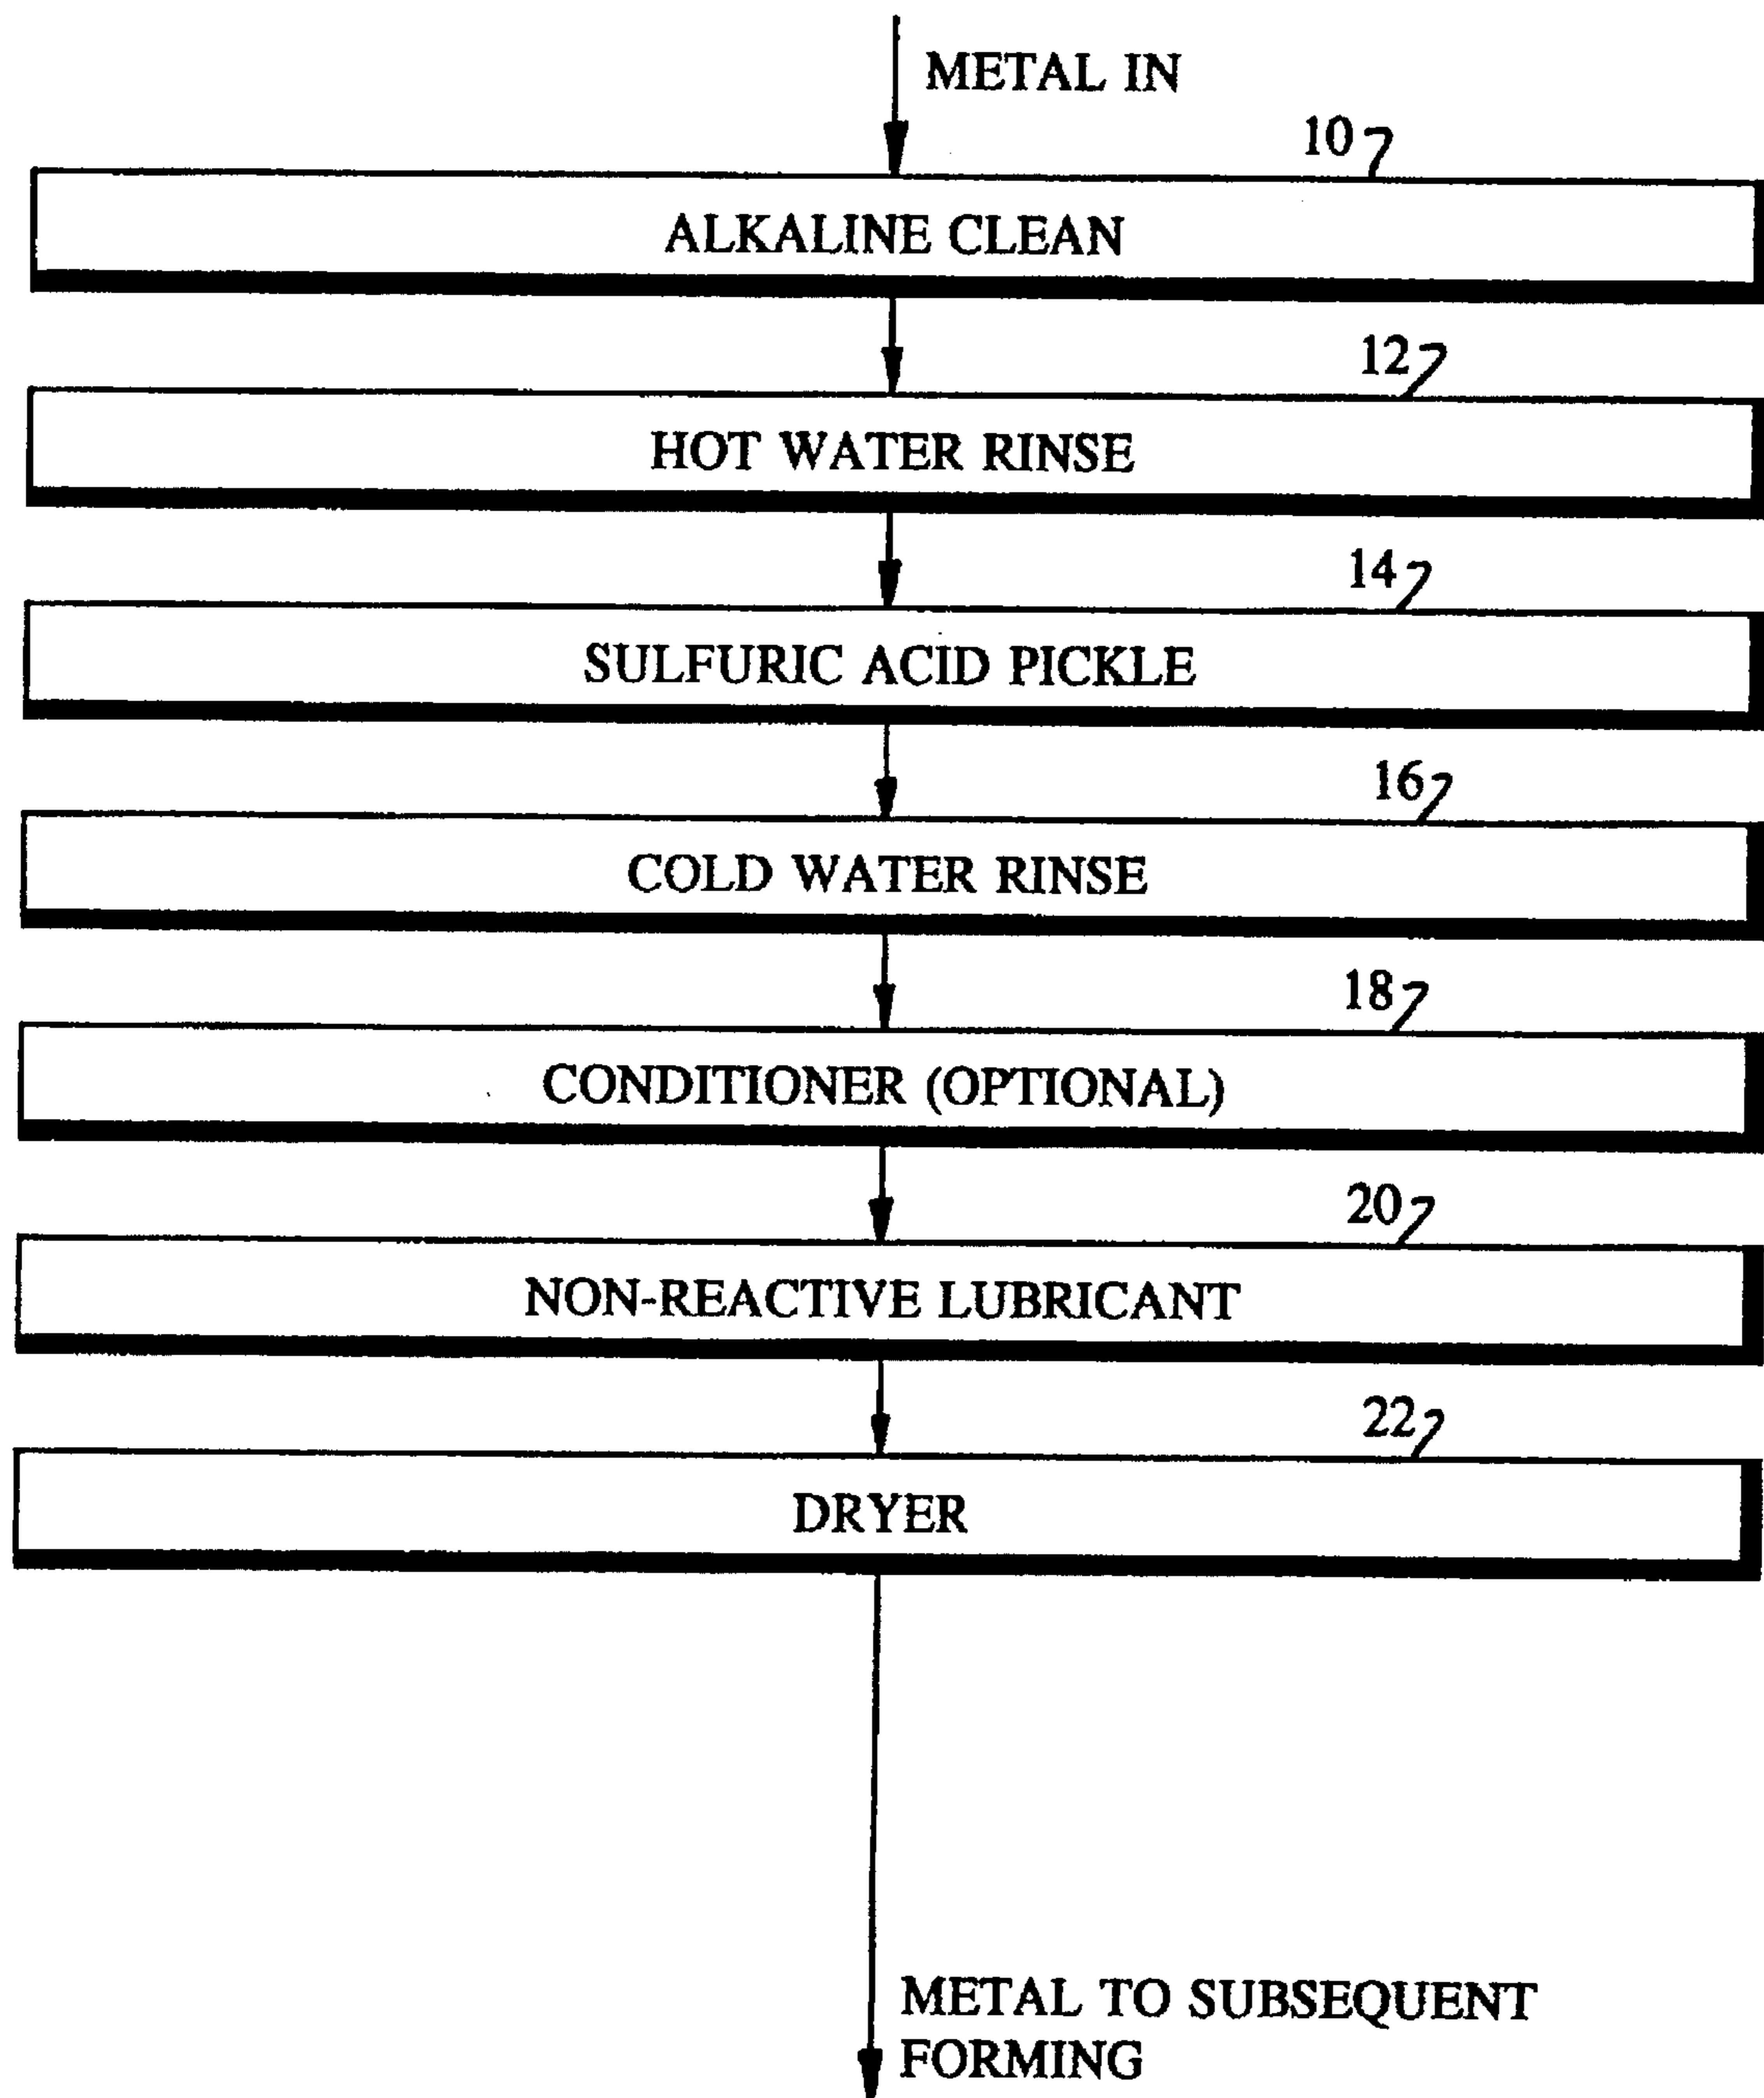 METAL IN
10
ALKALINE CLEAN
12
HOT WATER RINSE
14
SULFURIC ACID PICKLE
16
COLD WATER RINSE
18
CONDITIONER (OPTIONAL)
20
NON-REACTIVE LUBRICANT
22
DRYER
METAL TO SUBSEQUENT
FORMING